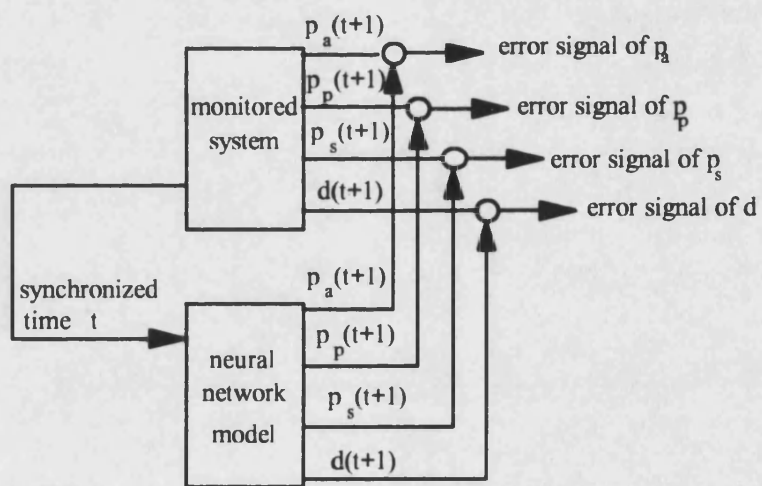 p_a(t+1)
error signal of p_a
p_p(t+1)
error signal of p_p
monitored
system
p_s(t+1)
error signal of p_s
d(t+1)
error signal of d
synchronized
time t
p_a(t+1)
p_p(t+1)
neural
network
model
p_s(t+1)
d(t+1)